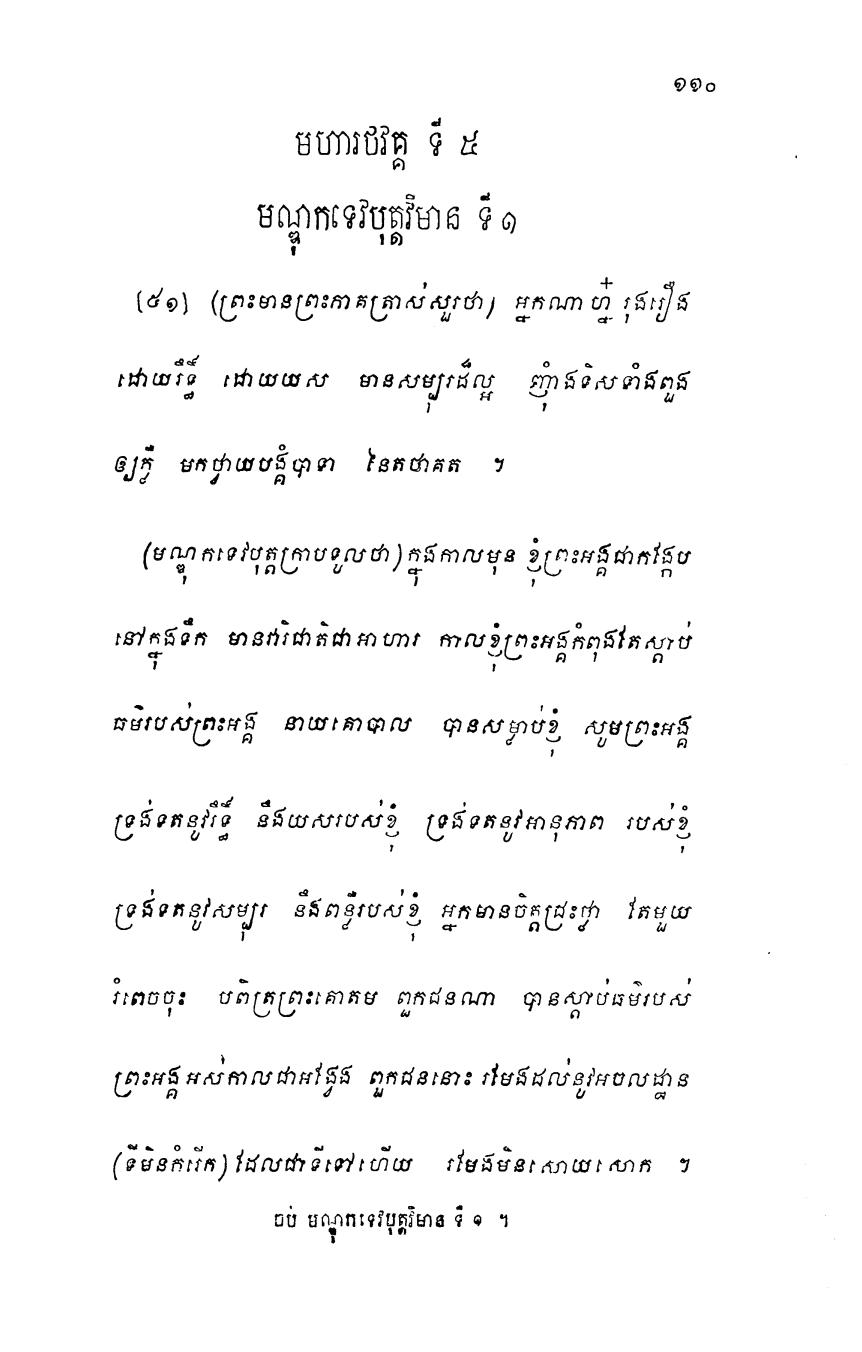 ១១០
មហារថវគ្គ ទី ៥
មណ្ឌុកទេវបុត្តវិមាន ទី ១
[៥១] (ព្រះមានព្រះភាគត្រាស់សួរថា) អ្នកណាហ្ន៎ រុងរឿង
ដោយឫទ្ធិ៍ ដោយយស មានសម្បុរដ៏ល្អ ញុំាងទិសទាំងពួង
ឲ្យភ្លឺ មកថ្វាយបង្គំបាទា នៃតថាគត ។
(មណ្ឌុកទេវបុត្តក្រាបទូលថា) ក្នុងកាលមុន ខ្ញុំព្រះអង្គជាកង្កែប
នៅក្នុងទឹក មានវារិជាតិជាអាហារ កាលខ្ញុំព្រះអង្គកំពុងតែស្តាប់
ធម៌របស់ព្រះអង្គ នាយគោបាល បានសម្លាប់ខ្ញុំ សូមព្រះអង្គ
ទ្រង់ទតនូវឫទ្ធិ៍ នឹងយសរបស់ខ្ញុំ ទ្រង់ទតនូវអានុភាព របស់ខ្ញុំ
ទ្រង់ទតនូវសម្បុរ នឹងពន្លឺរបស់ខ្ញុំ អ្នកមានចិត្តជ្រះថ្លា តែមួយ
រំពេចចុះ បពិត្រព្រះគោតម ពួកជនណា បានស្តាប់ធម៌របស់
ព្រះអង្គអស់កាលជាអង្វែង ពួកជននោះ រមែងដល់នូវអចលដ្ឋាន
(ទីមិនកំរើក) ដែលជាទីទៅហើយ រមែងមិនសោយសោក ។
ចប់ មណ្ឌុកទេវបុត្តវិមាន ទី ១ ។